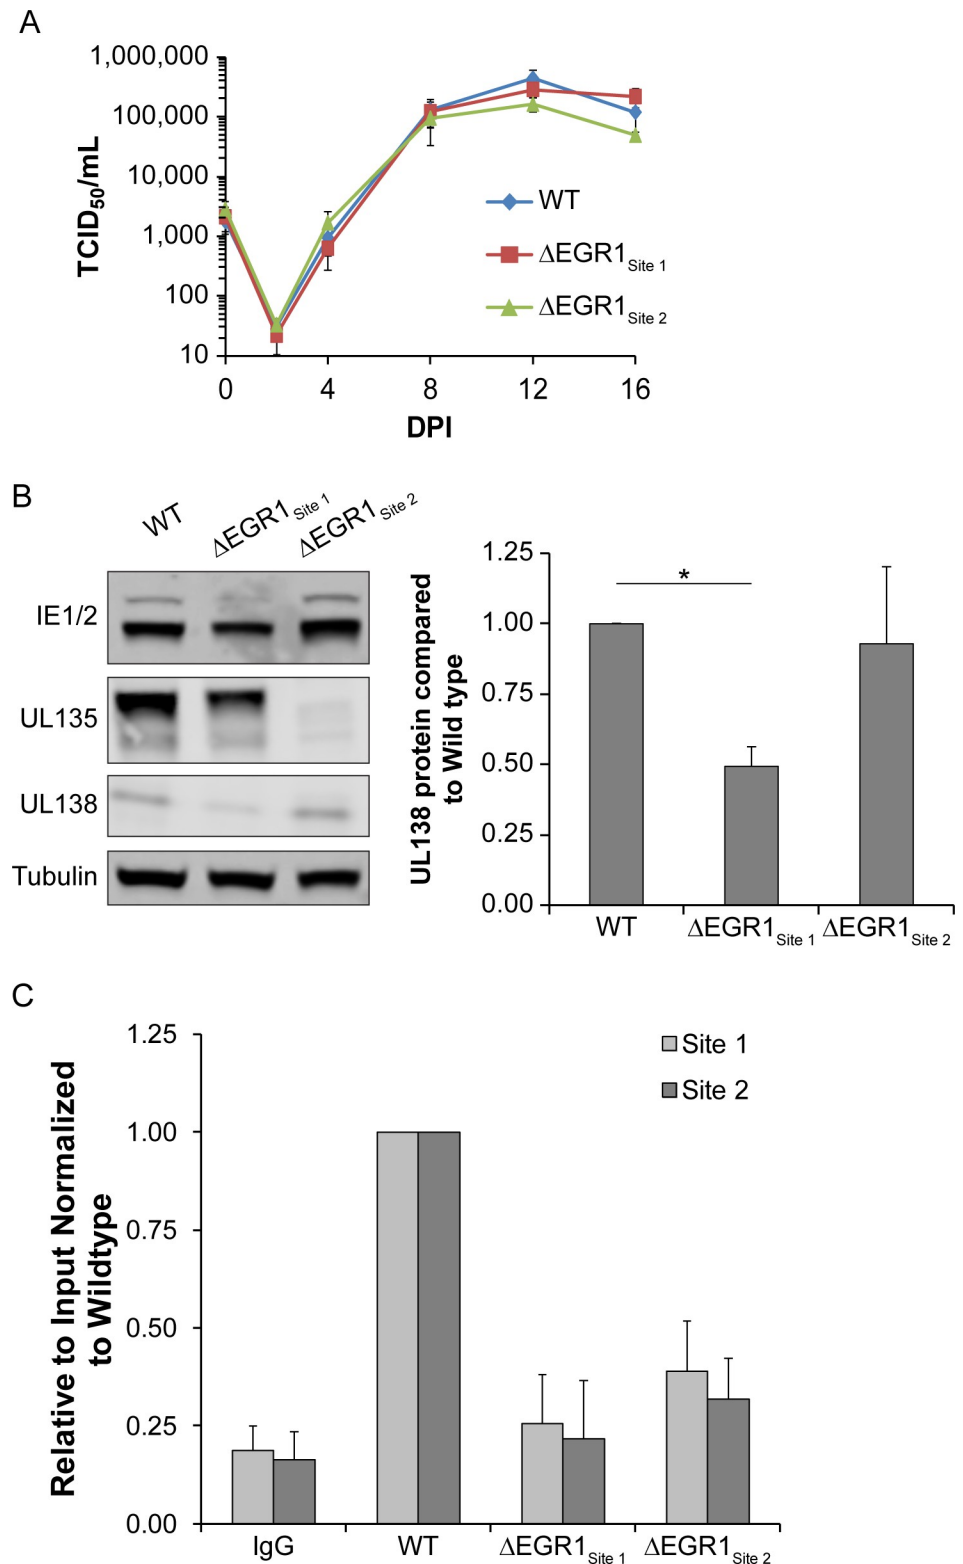 A
1,000,000
100,000
10,000
1,000
100
10
TCID50/mL
0 4 8 12 16
DPI
WT
ΔEGR1Site 1
ΔEGR1Site 2
B
WT ΔEGR1Site 1 ΔEGR1Site 2
IE1/2
UL135
UL138
Tubulin
UL138 protein compared
to Wild type
1.25
1.00
0.75
0.50
0.25
0.00
*
WT ΔEGR1Site 1 ΔEGR1Site 2
C
Relative to Input Normalized
to Wildtype
1.25
1.00
0.75
0.50
0.25
0.00
Site 1
Site 2
IgG WT ΔEGR1Site 1 ΔEGR1Site 2